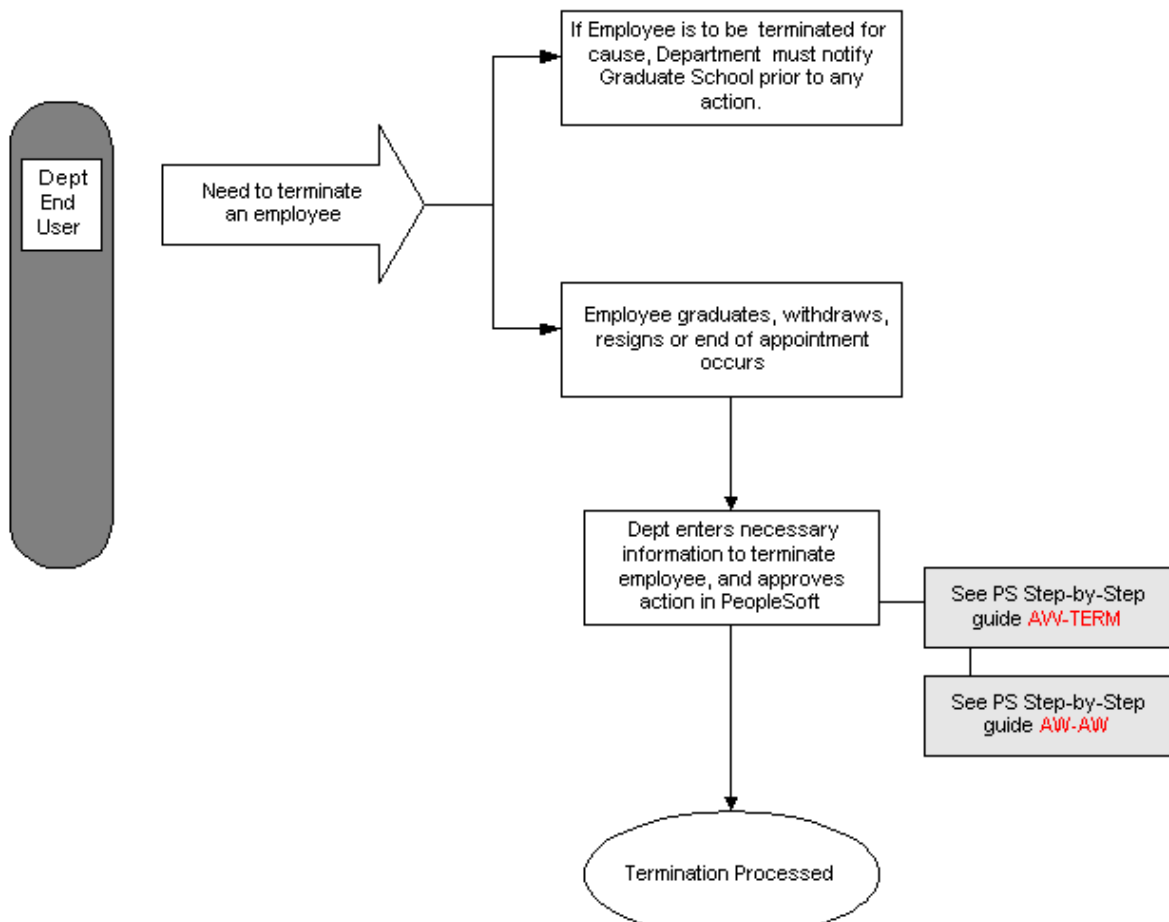 If Employee is to be terminated for
cause, Department must notify
Graduate School prior to any
action.
Dept
End
User
Need to terminate
an employee
Employee graduates, withdraws,
resigns or end of appointment
occurs
Dept enters necessary
information to terminate
employee, and approves
action in PeopleSoft
See PS Step-by-Step
guide AW-TERM
See PS Step-by-Step
guide AW-AW
Termination Processed